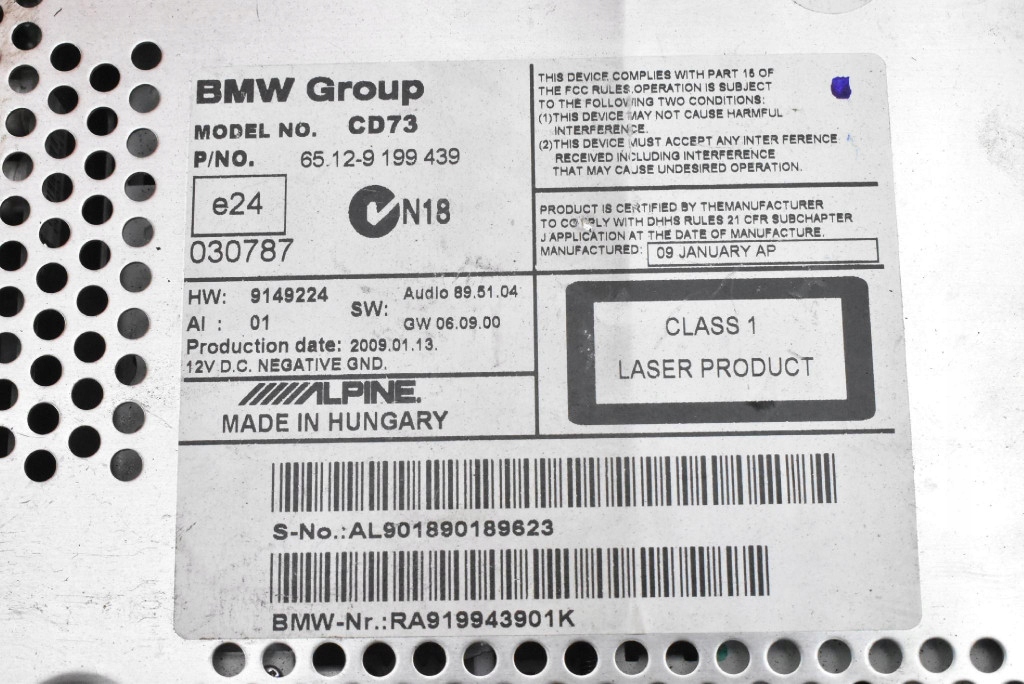 BMW Group
MODEL NO. CD73
P/NO. 65.12-9 199 439
e24
N18
030787
THIS DEVICE COMPLIES WITH PART 15 OF
THE FCC RULES.OPERATION IS SUBJECT
TO THE FOLLOWING TWO CONDITIONS:
(1)THIS DEVICE MAY NOT CAUSE HARMFUL
INTERFERENCE.
(2)THIS DEVICE MUST ACCEPT ANY INTER FERENCE
RECEIVED INCLUDING INTERFERENCE
THAT MAY CAUSE UNDESIRED OPERATION.
PRODUCT IS CERTIFIED BY THEMANUFACTURER
TO COMPLY WITH DHHS RULES 21 CFR SUBCHAPTER
J APPLICATION AT THE DATE OF MANUFACTURE.
MANUFACTURED: 09 JANUARY AP
HW: 9149224
AI : 01
SW: Audio 89.51.04
GW 06.09.00
Production date: 2009.01.13.
12V D.C. NEGATIVE GND.
ALPINE.
MADE IN HUNGARY
CLASS 1
LASER PRODUCT
S-No.:AL901890189623
BMW-Nr.:RA919943901K